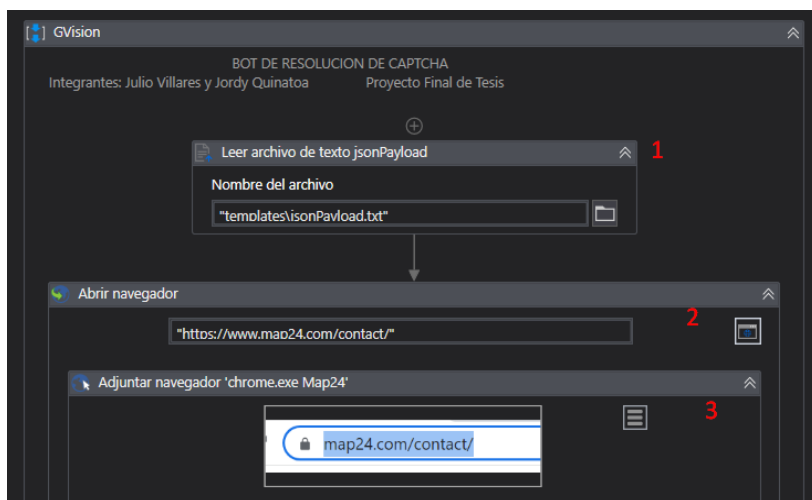 GVision
BOT DE RESOLUCION DE CAPTCHA
Integrantes: Julio Villares y Jordy Quinatoa Proyecto Final de Tesis
Leer archivo de texto jsonPayload
1
Nombre del archivo
"templates\jsonPayload.txt"
Abrir navegador
2
"https://www.map24.com/contact/"
Adjuntar navegador 'chrome.exe Map24'
3
map24.com/contact/